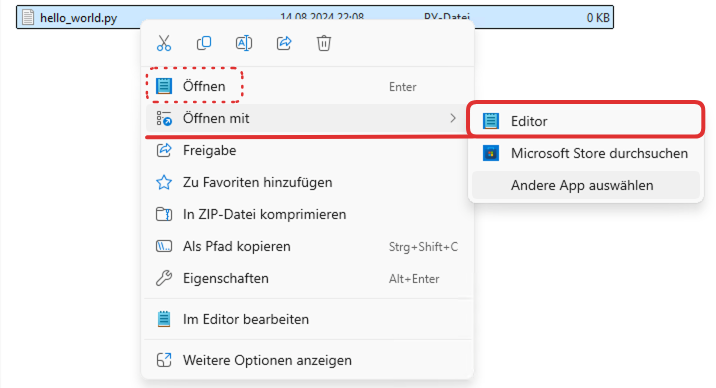 hello_world.py 14.08.2024 22:08 PY-Datei 0 KB
Öffnen Enter
Öffnen mit
Editor
Freigabe
Microsoft Store durchsuchen
Zu Favoriten hinzufügen
Andere App auswählen
In ZIP-Datei komprimieren
Als Pfad kopieren Strg+Shift+C
Eigenschaften Alt+Enter
Im Editor bearbeiten
Weitere Optionen anzeigen